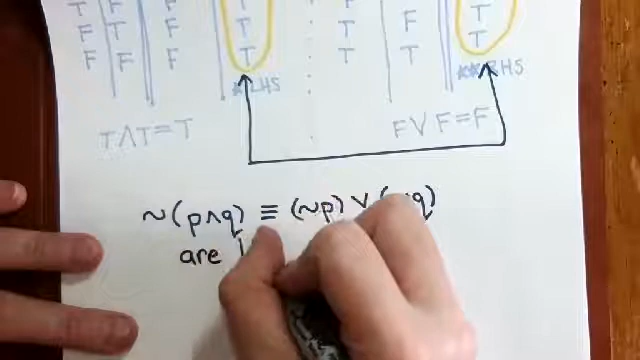 T F F T F T
F T F T F T T
F F F T T T T
* LHS ** RHS
T∧T=T F∨F=F
~(p∧q) ≡ (~p) ∨ (~q)
are